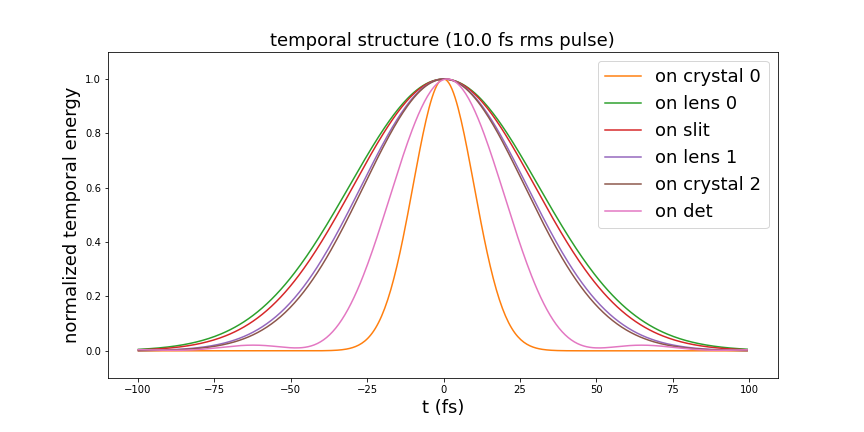 temporal structure (10.0 fs rms pulse)
normalized temporal energy
1.0
0.8
0.6
0.4
0.2
0.0
on crystal 0
on lens 0
on slit
on lens 1
on crystal 2
on det
−100
−75
−50
−25
0
25
50
75
100
t (fs)